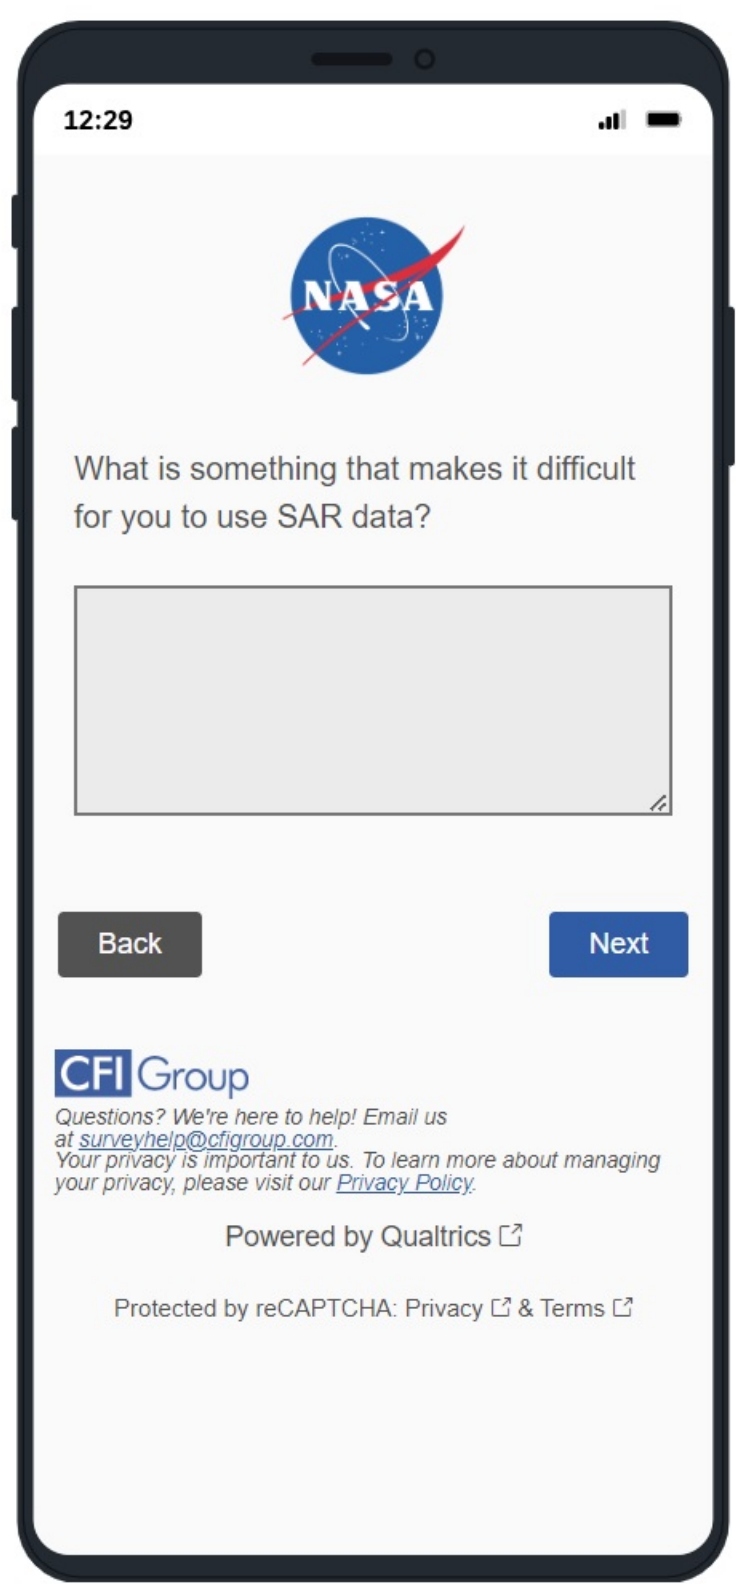 12:29
NASA
What is something that makes it difficult
for you to use SAR data?
Back
Next
CFI Group
Questions? We're here to help! Email us
at surveyhelp@cfigroup.com.
Your privacy is important to us. To learn more about managing
your privacy, please visit our Privacy Policy.
Powered by Qualtrics
Protected by reCAPTCHA: Privacy & Terms